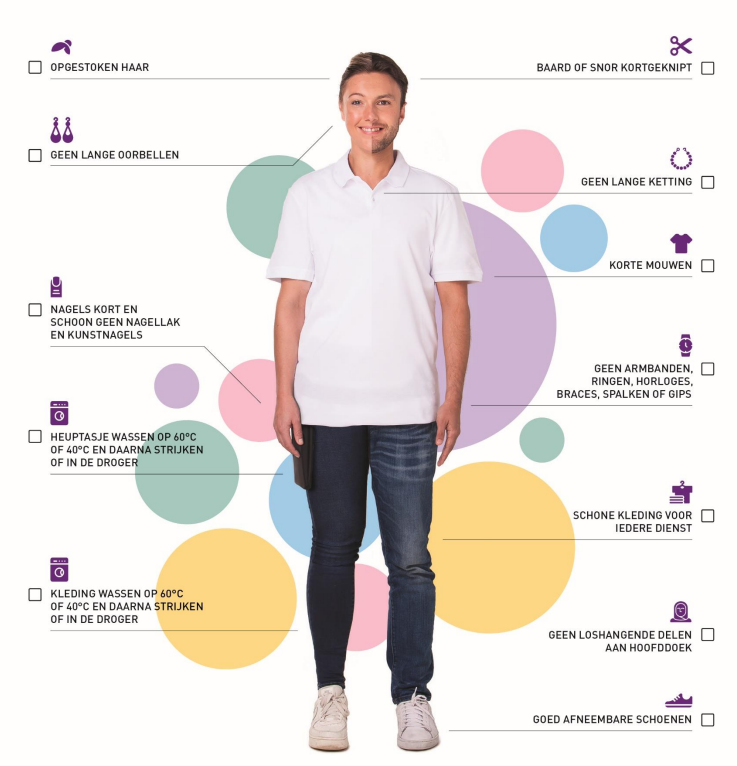 OPGESTOKEN HAAR
GEEN LANGE OORBELLEN
NAGELS KORT EN
SCHOON GEEN NAGELLAK
EN KUNSTNAGELS
HEUPTASJE WASSEN OP 60°C
OF 40°C EN DAARNA STRIJKEN
OF IN DE DROGER
KLEDING WASSEN OP 60°C
OF 40°C EN DAARNA STRIJKEN
OF IN DE DROGER
BAARD OF SNOR KORTGEKNIPT
GEEN LANGE KETTING
KORTE MOUWEN
GEEN ARMBANDEN,
RINGEN, HORLOGES,
BRACES, SPALKEN OF GIPS
SCHONE KLEDING VOOR
IEDERE DIENST
GEEN LOSHANGENDE DELEN
AAN HOOFDDOEK
GOED AFNEEMBARE SCHOENEN